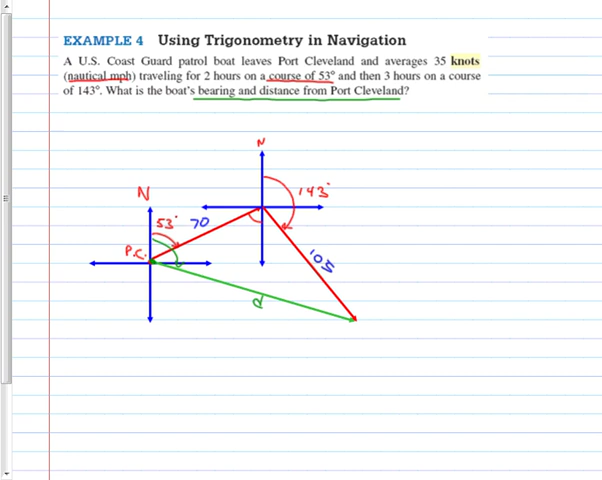 EXAMPLE 4 Using Trigonometry in Navigation
A U.S. Coast Guard patrol boat leaves Port Cleveland and averages 35 knots
(nautical mph) traveling for 2 hours on a course of 53° and then 3 hours on a course
of 143°. What is the boat's bearing and distance from Port Cleveland?
N
N
143°
53° 70
P.C.
105
d